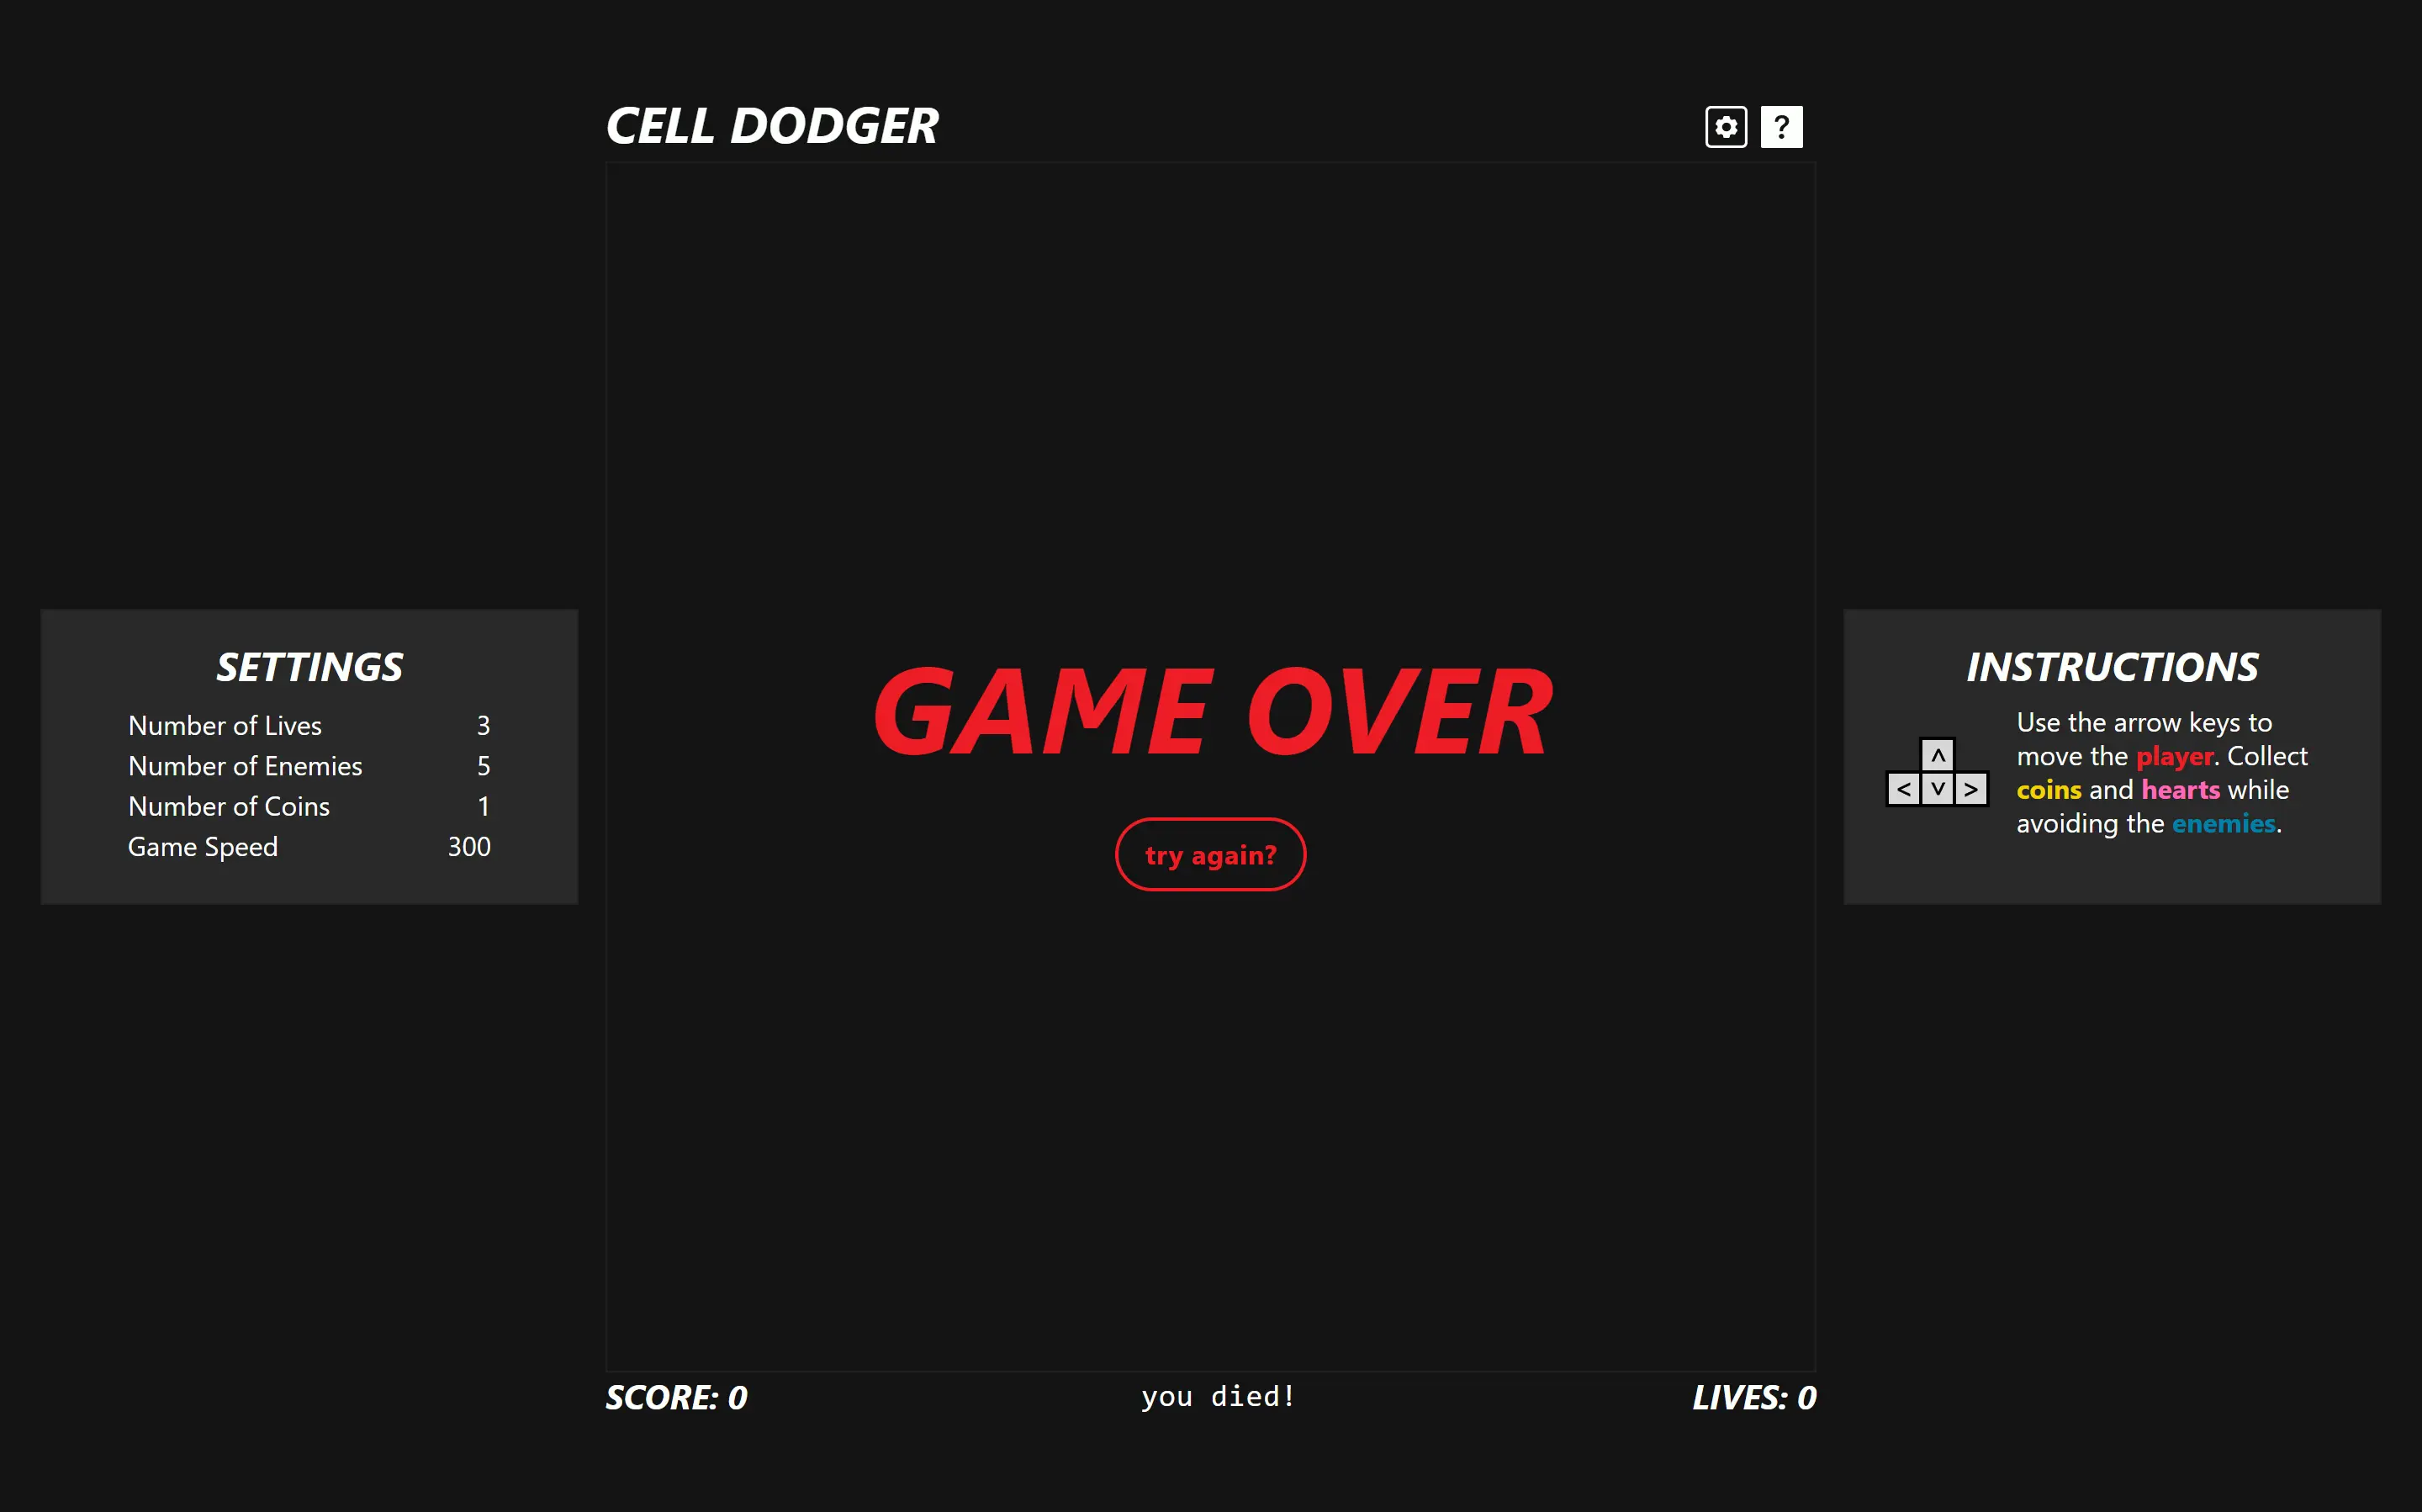 CELL DODGER
?
SETTINGS
Number of Lives 3
Number of Enemies 5
Number of Coins 1
Game Speed 300
GAME OVER
try again?
INSTRUCTIONS
Use the arrow keys to
move the player. Collect
coins and hearts while
avoiding the enemies.
^
< v >
SCORE: 0
you died!
LIVES: 0